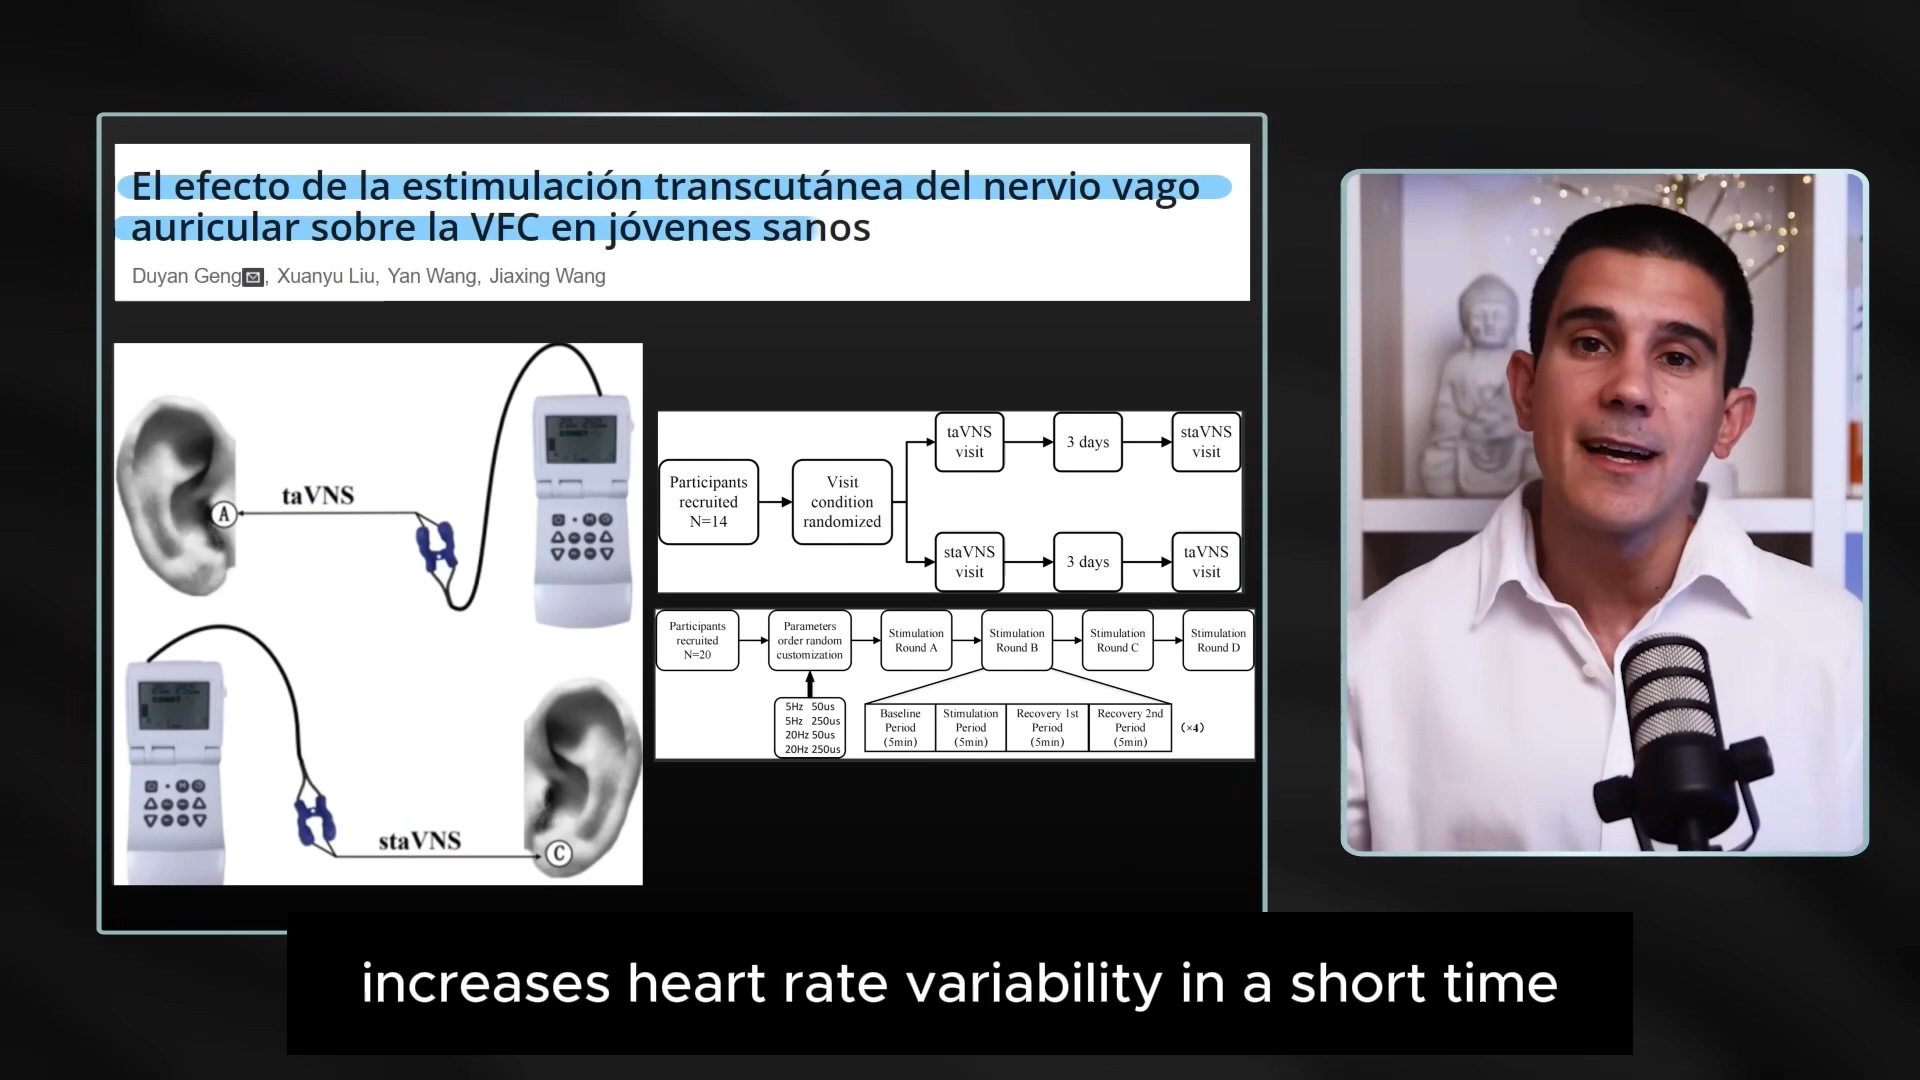 El efecto de la estimulación transcutánea del nervio vago
auricular sobre la VFC en jóvenes sanos
Duyan Geng, Xuanyu Liu, Yan Wang, Jiaxing Wang
A
taVNS
staVNS
C
Participants
recruited
N=14
Visit
condition
randomized
taVNS
visit
3 days
staVNS
visit
staVNS
visit
3 days
taVNS
visit
Participants
recruited
N=20
Parameters
order random
customization
Stimulation
Round A
Stimulation
Round B
Stimulation
Round C
Stimulation
Round D
5Hz 50us
5Hz 250us
20Hz 50us
20Hz 250us
Baseline
Period
(5min)
Stimulation
Period
(5min)
Recovery 1st
Period
(5min)
Recovery 2nd
Period
(5min)
(×4)
increases heart rate variability in a short time